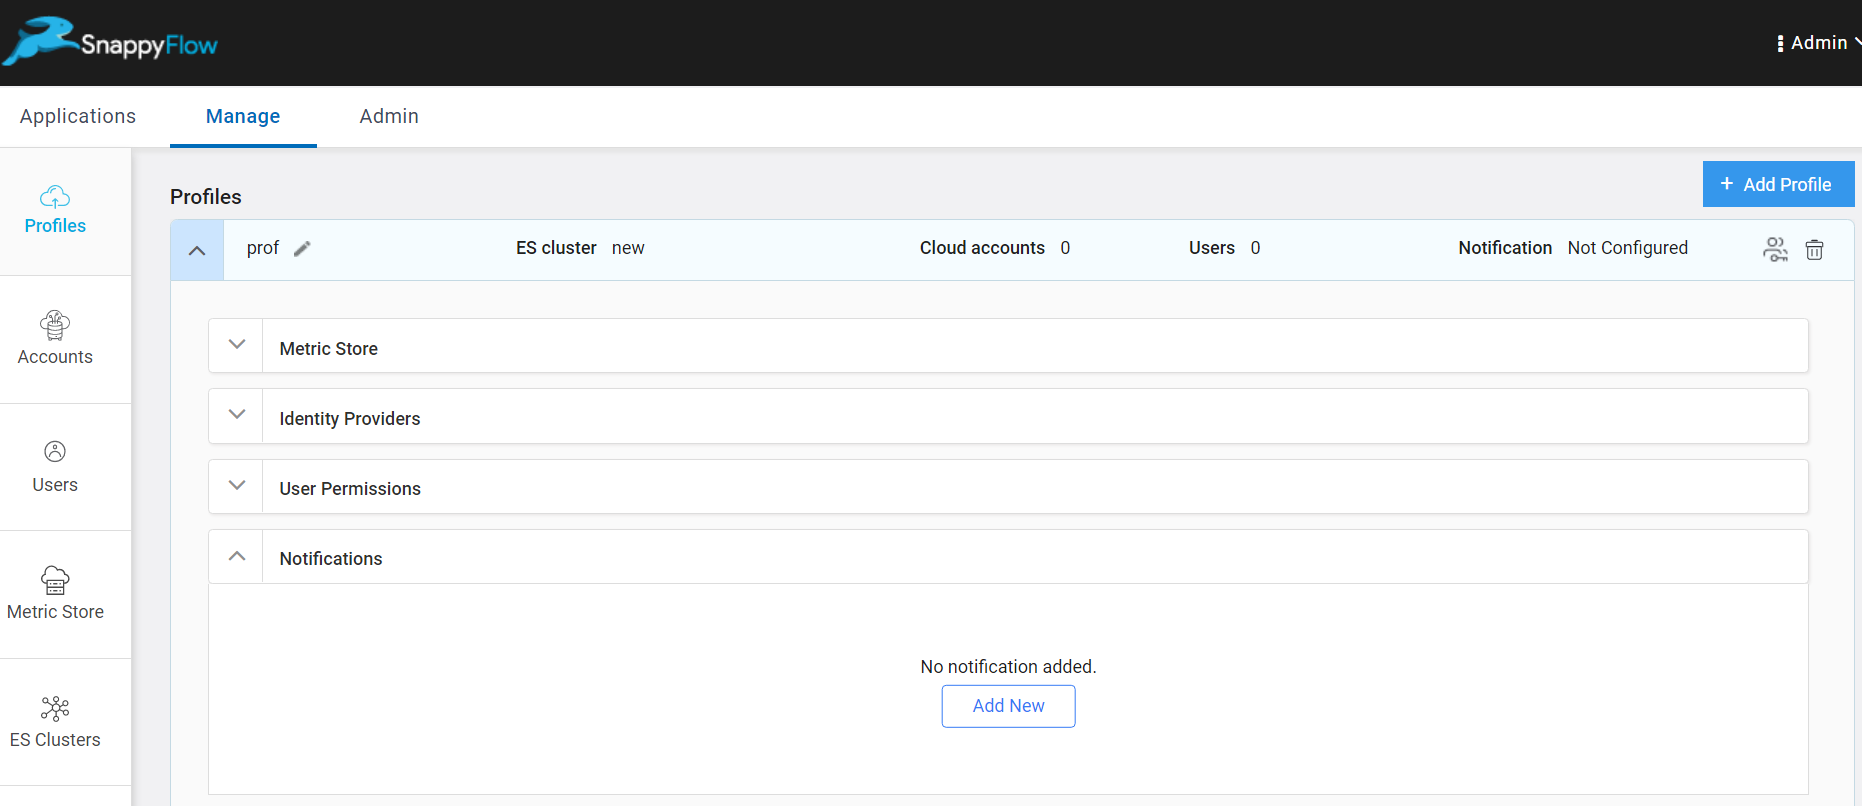 SnappyFlow
Admin
Applications Manage Admin
Profiles
Accounts
Users
Metric Store
ES Clusters
Profiles
+ Add Profile
prof ES cluster new Cloud accounts 0 Users 0 Notification Not Configured
Metric Store
Identity Providers
User Permissions
Notifications
No notification added.
Add New